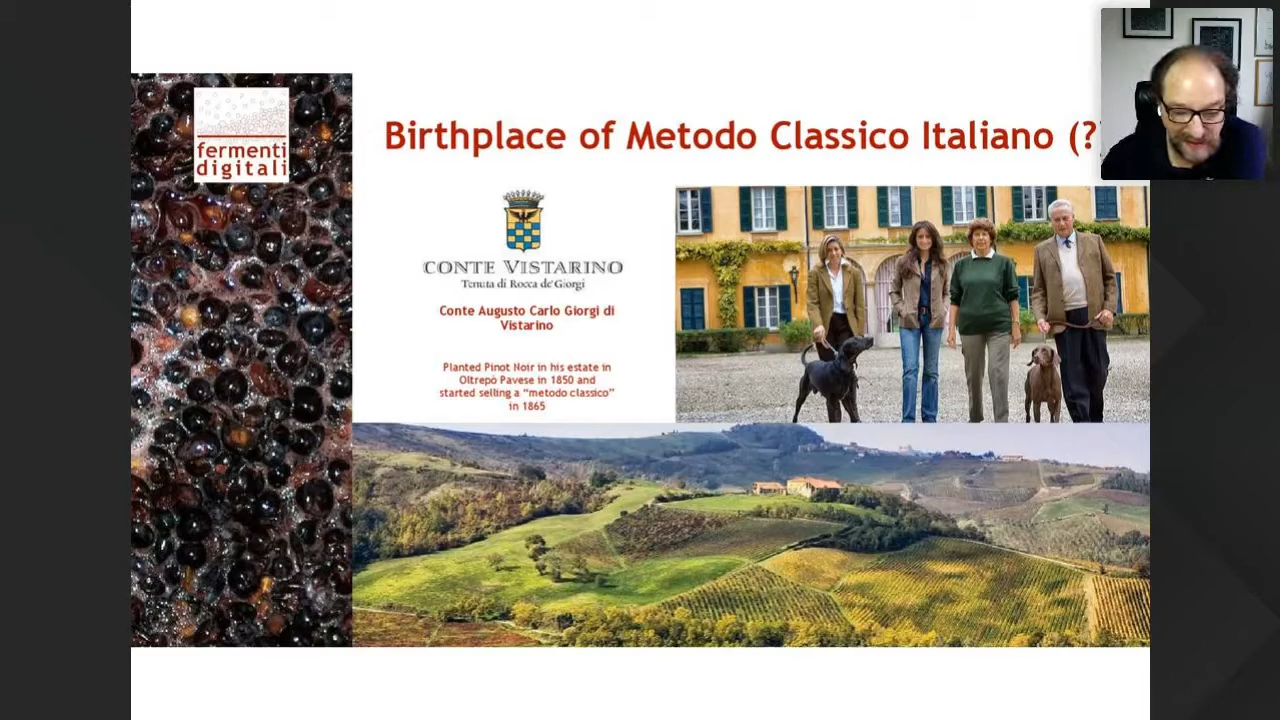 fermenti
digitali
Birthplace of Metodo Classico Italiano (?)
CONTE VISTARINO
Tenuta di Rocca de' Giorgi
Conte Augusto Carlo Giorgi di
Vistarino
Planted Pinot Noir in his estate in
Oltrepò Pavese in 1850 and
started selling a “metodo classico”
in 1865